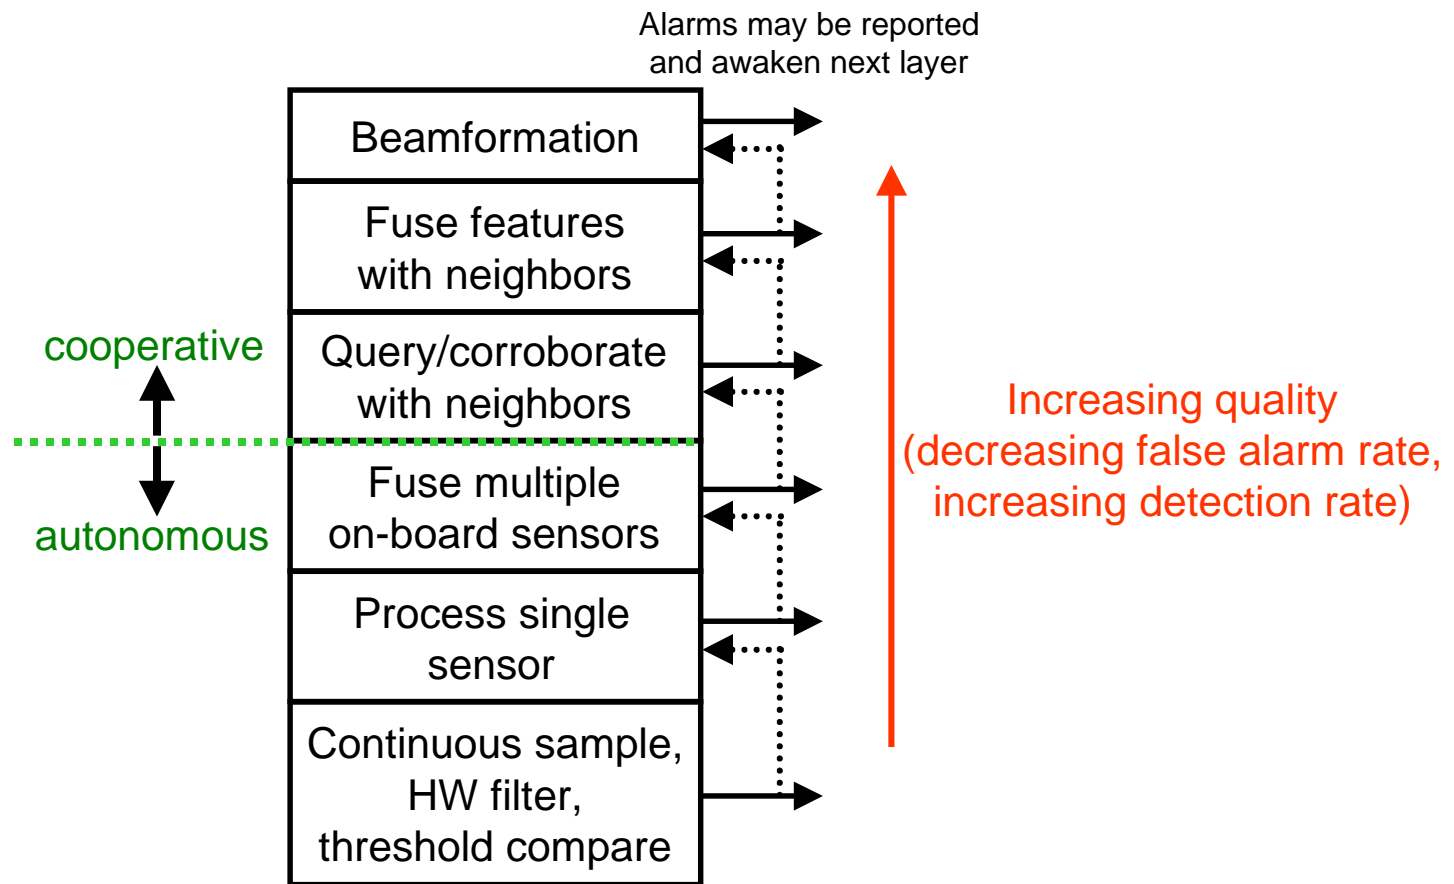 Alarms may be reported
and awaken next layer
Beamformation
Fuse features
with neighbors
cooperative
Query/corroborate
with neighbors
Increasing quality
(decreasing false alarm rate,
increasing detection rate)
autonomous
Fuse multiple
on-board sensors
Process single
sensor
Continuous sample,
HW filter,
threshold compare